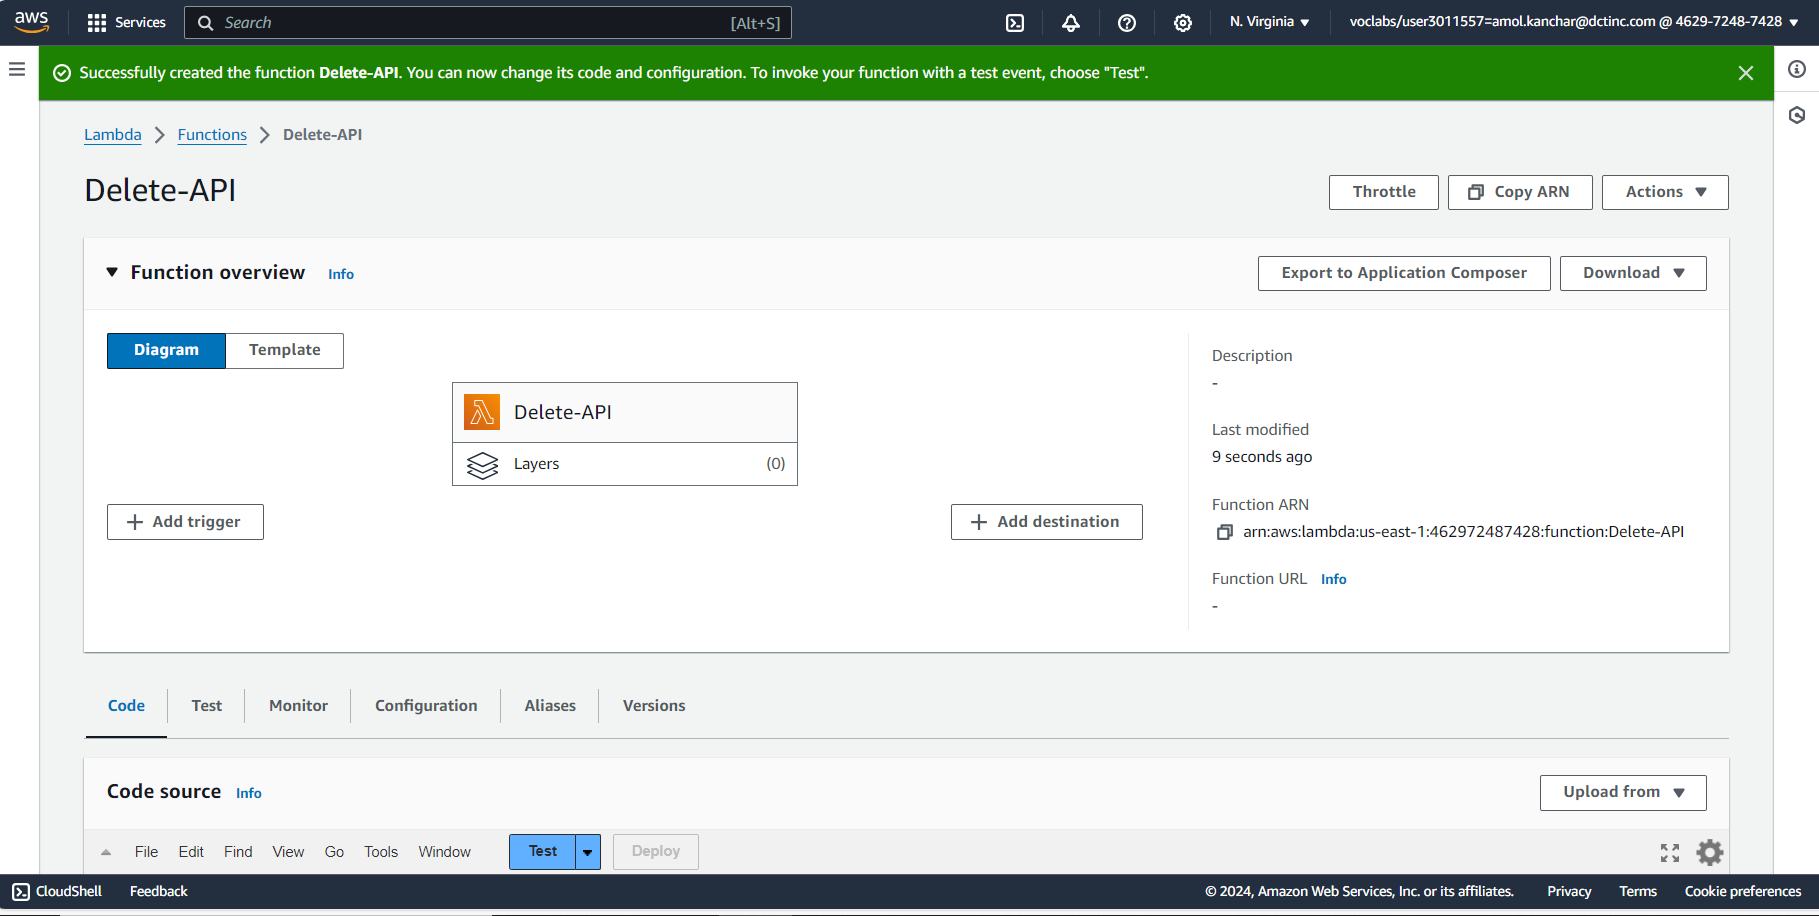 aws
Services
Search
[Alt+S]
N. Virginia
voclabs/user3011557=amol.kanchar@dctinc.com @ 4629-7248-7428
Successfully created the function Delete-API. You can now change its code and configuration. To invoke your function with a test event, choose "Test".
Lambda
Functions
Delete-API
Delete-API
Throttle
Copy ARN
Actions
Function overview
Info
Export to Application Composer
Download
Diagram
Template
Delete-API
Layers
(0)
Add trigger
Add destination
Description
-
Last modified
9 seconds ago
Function ARN
arn:aws:lambda:us-east-1:462972487428:function:Delete-API
Function URL
Info
-
Code
Test
Monitor
Configuration
Aliases
Versions
Code source
Info
Upload from
File
Edit
Find
View
Go
Tools
Window
Test
Deploy
CloudShell
Feedback
© 2024, Amazon Web Services, Inc. or its affiliates.
Privacy
Terms
Cookie preferences